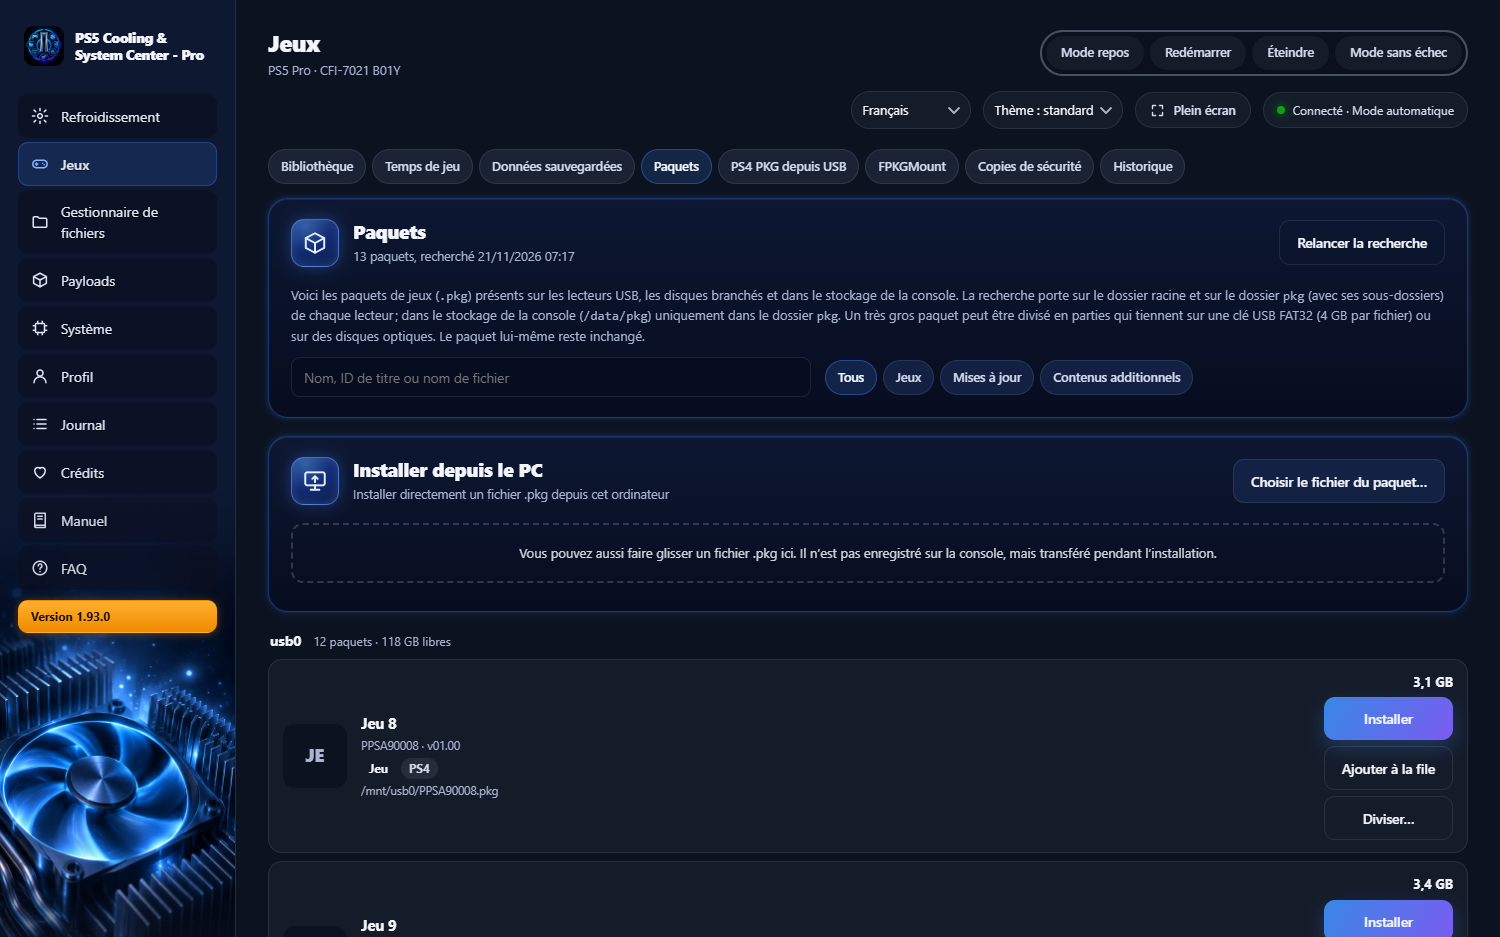 PS5 Cooling &
System Center - Pro
Refroidissement
Jeux
Gestionnaire de
fichiers
Payloads
Système
Profil
Journal
Crédits
Manuel
FAQ
Version 1.93.0
Jeux
PS5 Pro · CFI-7021 B01Y
Mode repos
Redémarrer
Éteindre
Mode sans échec
Français
Thème : standard
Plein écran
Connecté · Mode automatique
Bibliothèque
Temps de jeu
Données sauvegardées
Paquets
PS4 PKG depuis USB
FPKGMount
Copies de sécurité
Historique
Paquets
13 paquets, recherché 21/11/2026 07:17
Relancer la recherche
Voici les paquets de jeux (.pkg) présents sur les lecteurs USB, les disques branchés et dans le stockage de la console. La recherche porte sur le dossier racine et sur le dossier pkg (avec ses sous-dossiers)
de chaque lecteur ; dans le stockage de la console (/data/pkg) uniquement dans le dossier pkg. Un très gros paquet peut être divisé en parties qui tiennent sur une clé USB FAT32 (4 GB par fichier) ou
sur des disques optiques. Le paquet lui-même reste inchangé.
Nom, ID de titre ou nom de fichier
Tous
Jeux
Mises à jour
Contenus additionnels
Installer depuis le PC
Installer directement un fichier .pkg depuis cet ordinateur
Choisir le fichier du paquet...
Vous pouvez aussi faire glisser un fichier .pkg ici. Il n’est pas enregistré sur la console, mais transféré pendant l’installation.
usb0 12 paquets · 118 GB libres
JE
Jeu 8
PPSA90008 · v01.00
Jeu PS4
/mnt/usb0/PPSA90008.pkg
3,1 GB
Installer
Ajouter à la file
Diviser...
Jeu 9
3,4 GB
Installer